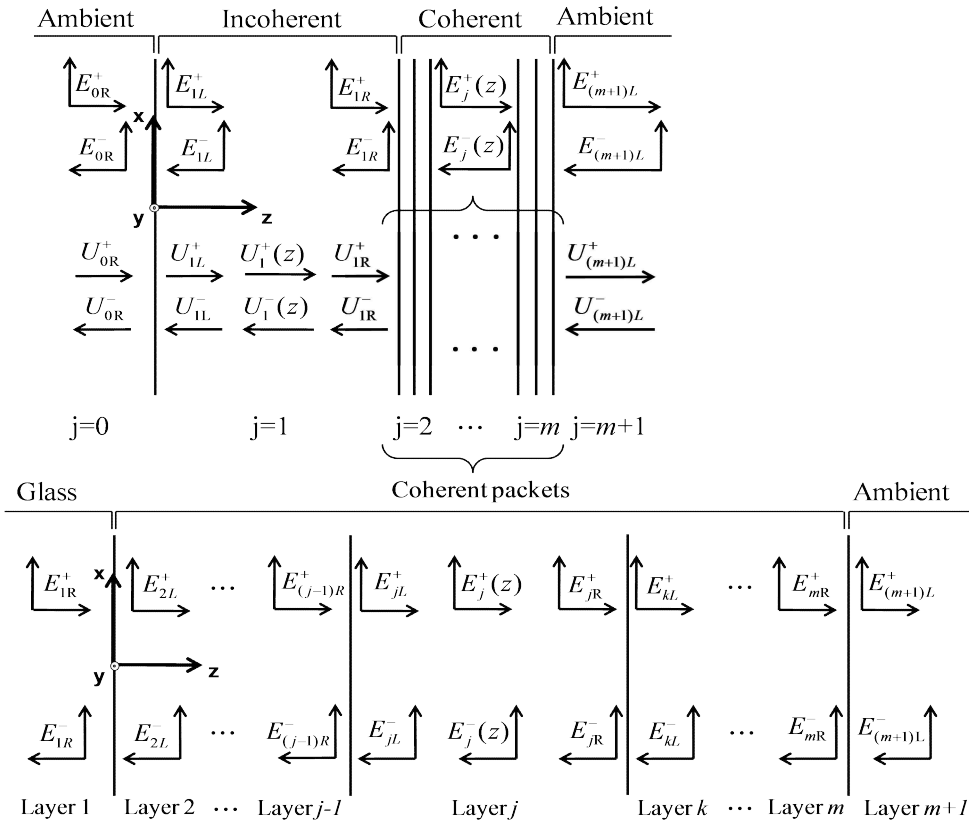 Ambient Incoherent Coherent Ambient
E⁺₀R E⁺₁L E⁺₁R E⁺ⱼ(z) E⁺₍ₘ₊₁₎L
x
E⁻₀R E⁻₁L E⁻₁R E⁻ⱼ(z) E⁻₍ₘ₊₁₎L
y z
...
U⁺₀R U⁺₁L U⁺₁(z) U⁺₁R U⁺₍ₘ₊₁₎L
U⁻₀R U⁻₁L U⁻₁(z) U⁻₁R U⁻₍ₘ₊₁₎L
...
j=0 j=1 j=2 ... j=m j=m+1
Glass Coherent packets Ambient
x
E⁺₁R E⁺₂L ... E⁺₍ⱼ₋₁₎R E⁺ⱼL E⁺ⱼ(z) E⁺ⱼR E⁺ₖL ... E⁺ₘR E⁺₍ₘ₊₁₎L
y z
E⁻₁R E⁻₂L ... E⁻₍ⱼ₋₁₎R E⁻ⱼL E⁻ⱼ(z) E⁻ⱼR E⁻ₖL ... E⁻ₘR E⁻₍ₘ₊₁₎L
Layer 1 Layer 2 ... Layer j-1 Layer j Layer k ... Layer m Layer m+1